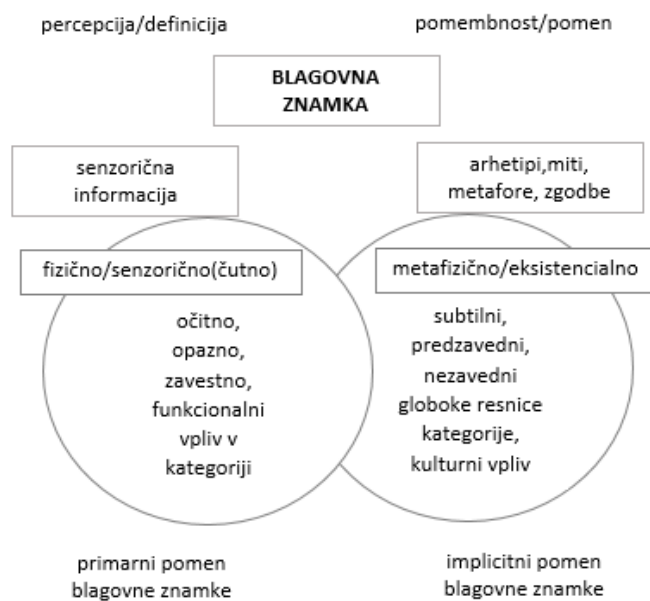 percepcija/definicija
pomembnost/pomen
BLAGOVNA
ZNAMKA
senzorična
informacija
arhetipi,miti,
metafore, zgodbe
fizično/senzorično(čutno)
metafizično/eksistencialno
očitno,
opazno,
zavestno,
funkcionalni
vpliv v
kategoriji
subtilni,
predzavedni,
nezavedni
globoke resnice
kategorije,
kulturni vpliv
primarni pomen
blagovne znamke
implicitni pomen
blagovne znamke